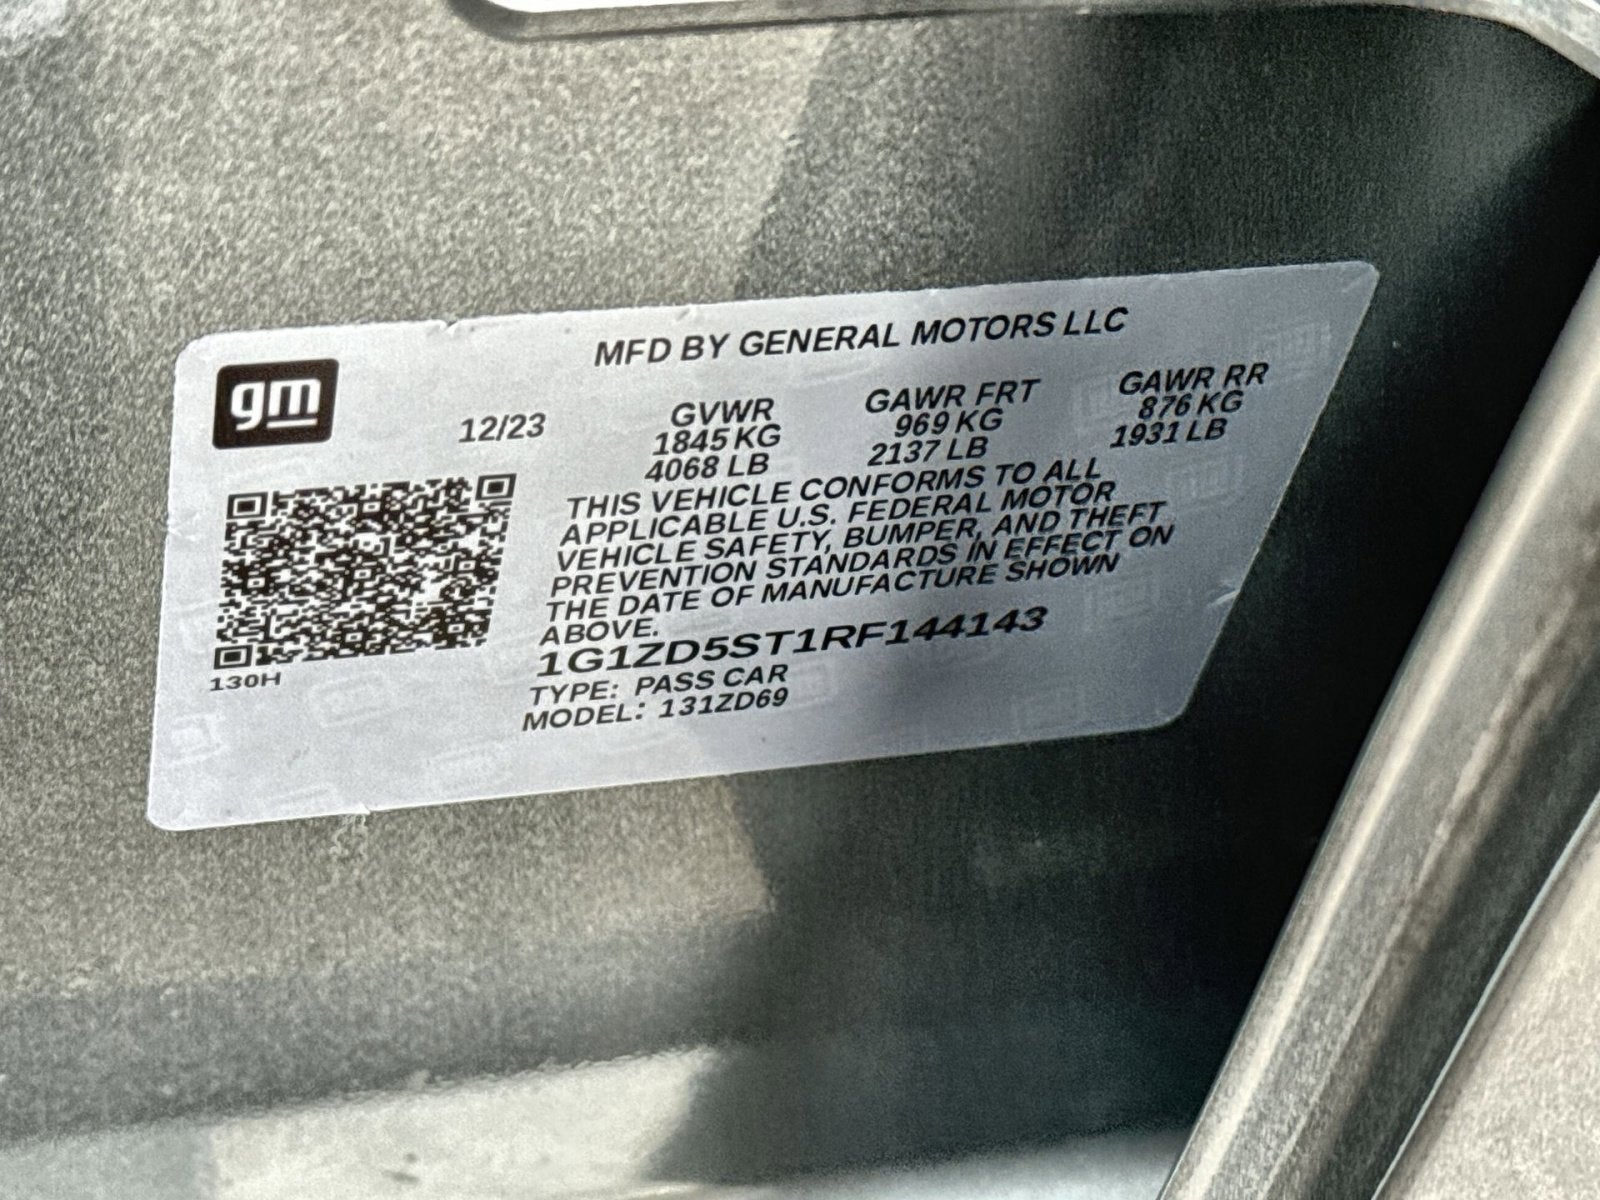 MFD BY GENERAL MOTORS LLC
gm
12/23
GVWR GAWR FRT GAWR RR
1845 KG 969 KG 876 KG
4068 LB 2137 LB 1931 LB
THIS VEHICLE CONFORMS TO ALL
APPLICABLE U.S. FEDERAL MOTOR
VEHICLE SAFETY, BUMPER, AND THEFT
PREVENTION STANDARDS IN EFFECT ON
THE DATE OF MANUFACTURE SHOWN
ABOVE.
1G1ZD5ST1RF144143
130H
TYPE: PASS CAR
MODEL: 131ZD69